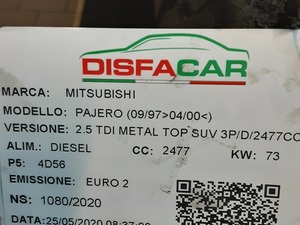 DISFACAR
MARCA: MITSUBISHI
MODELLO: PAJERO (09/97>04/00<)
VERSIONE: 2.5 TDI METAL TOP SUV 3P/D/2477CC
ALIM.: DIESEL CC: 2477 KW: 73
P5: 4D56
EMISSIONE: EURO 2
NS: 1080/2020
DATA: 25/05/2020 08:37:00